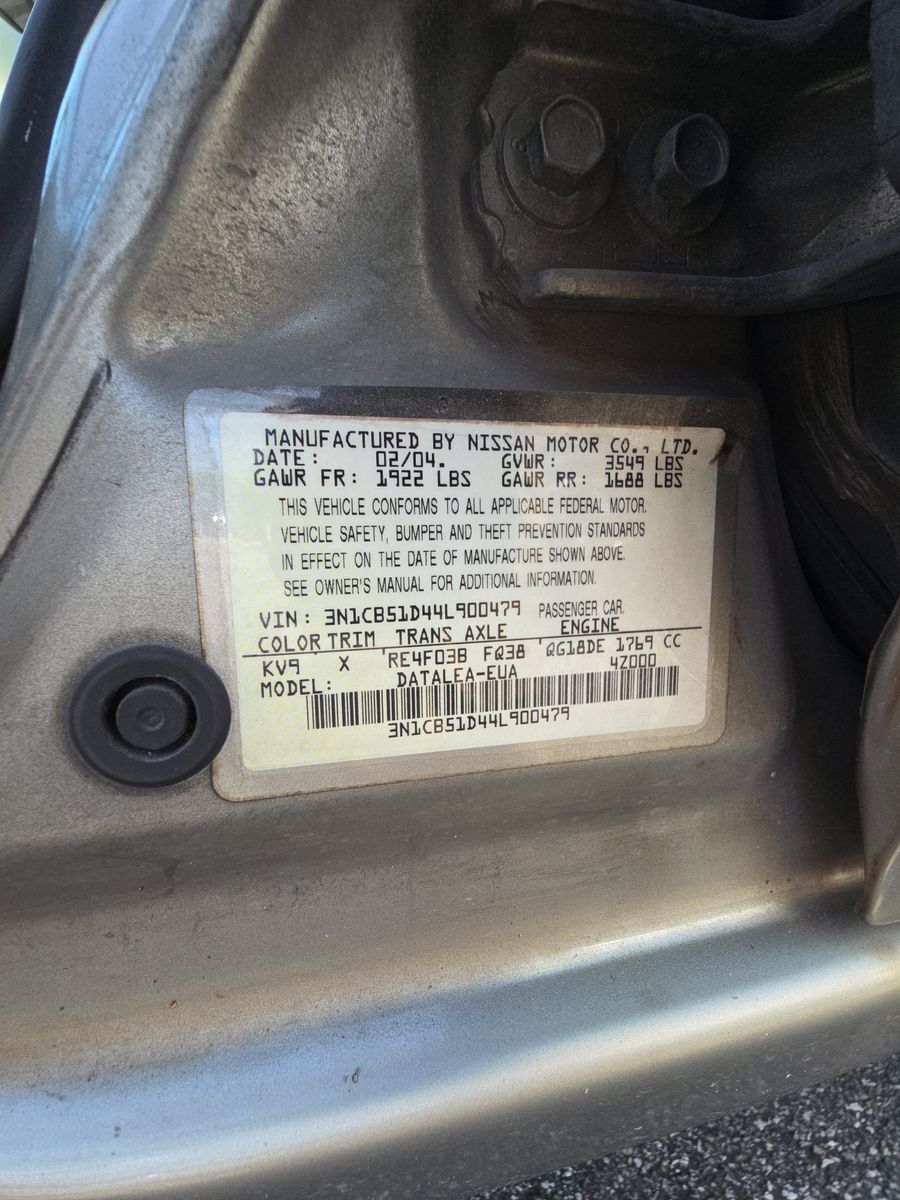 MANUFACTURED BY NISSAN MOTOR CO., LTD.
DATE: 02/04. GVWR: 3549 LBS
GAWR FR: 1922 LBS GAWR RR: 1688 LBS
THIS VEHICLE CONFORMS TO ALL APPLICABLE FEDERAL MOTOR
VEHICLE SAFETY, BUMPER AND THEFT PREVENTION STANDARDS
IN EFFECT ON THE DATE OF MANUFACTURE SHOWN ABOVE.
SEE OWNER'S MANUAL FOR ADDITIONAL INFORMATION.
VIN: 3N1CB51D44L900479 PASSENGER CAR.
COLOR TRIM TRANS AXLE ENGINE
KV9 X RE4F03B FQ38 QG18DE 1769 CC
MODEL: DATALEA-EUA 4Z000
3N1CB51D44L900479